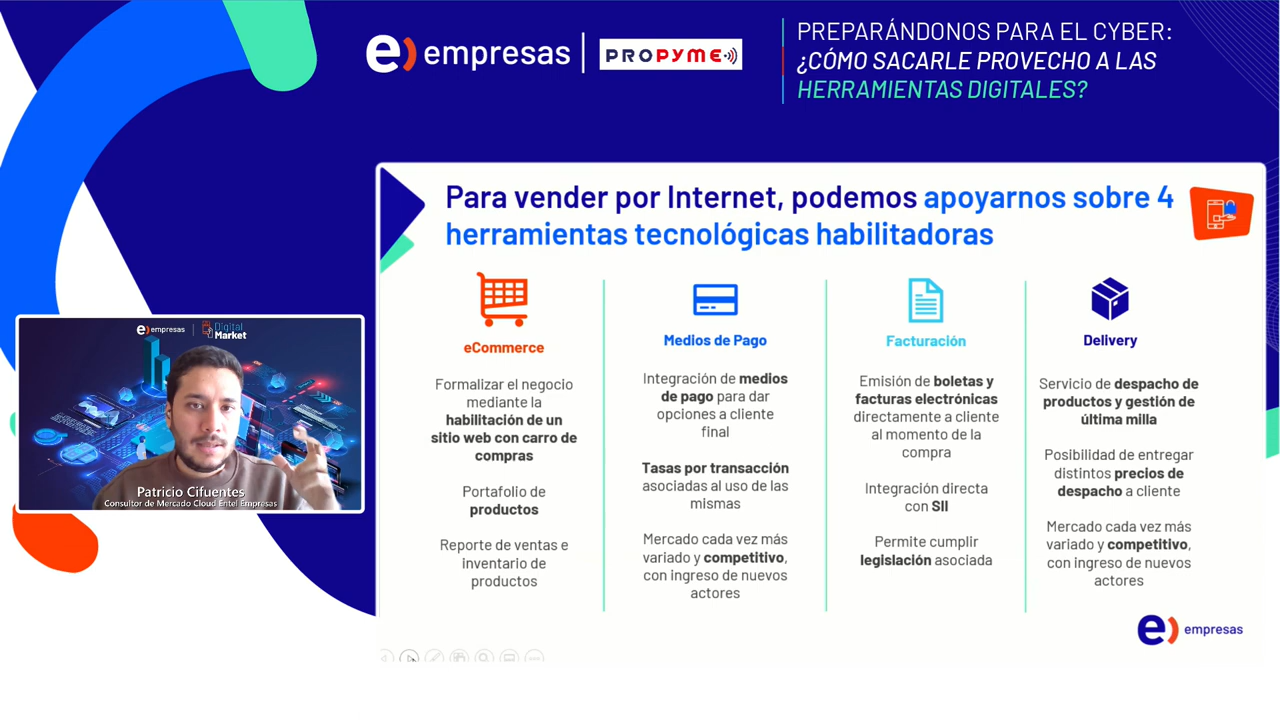 e) empresas
PROPYME
PREPARÁNDONOS PARA EL CYBER:
¿CÓMO SACARLE PROVECHO A LAS
HERRAMIENTAS DIGITALES?
Para vender por Internet, podemos apoyarnos sobre 4
herramientas tecnológicas habilitadoras
eCommerce
Formalizar el negocio
mediante la
habilitación de un
sitio web con carro de
compras
Portafolio de
productos
Reporte de ventas e
inventario de
productos
Medios de Pago
Integración de medios
de pago para dar
opciones a cliente
final
Tasas por transacción
asociadas al uso de las
mismas
Mercado cada vez más
variado y competitivo,
con ingreso de nuevos
actores
Facturación
Emisión de boletas y
facturas electrónicas
directamente a cliente
al momento de la
compra
Integración directa
con SII
Permite cumplir
legislación asociada
Delivery
Servicio de despacho de
productos y gestión de
última milla
Posibilidad de entregar
distintos precios de
despacho a cliente
Mercado cada vez más
variado y competitivo,
con ingreso de nuevos
actores
e) empresas
e) empresas
Digital
Market
Patricio Cifuentes
Consultor de Mercado Cloud Entel Empresas